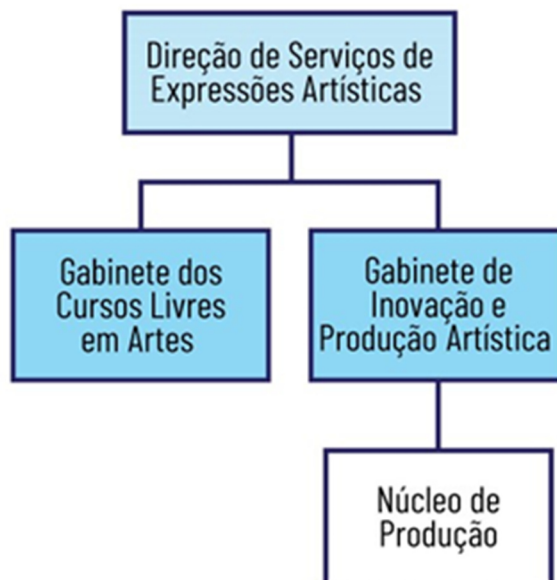 Direção de Serviços de
Expressões Artísticas
Gabinete dos
Cursos Livres
em Artes
Gabinete de
Inovação e
Produção Artística
Núcleo de
Produção